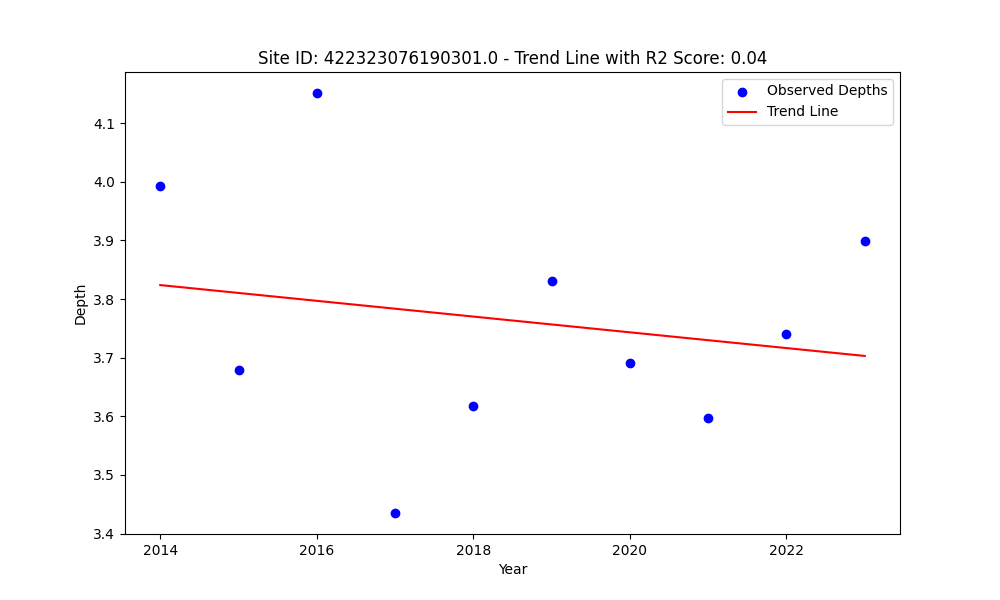 Site ID: 422323076190301.0 - Trend Line with R2 Score: 0.04
Observed Depths
Trend Line
4.1
4.0
3.9
3.8
3.7
3.6
3.5
3.4
Depth
2014
2016
2018
2020
2022
Year